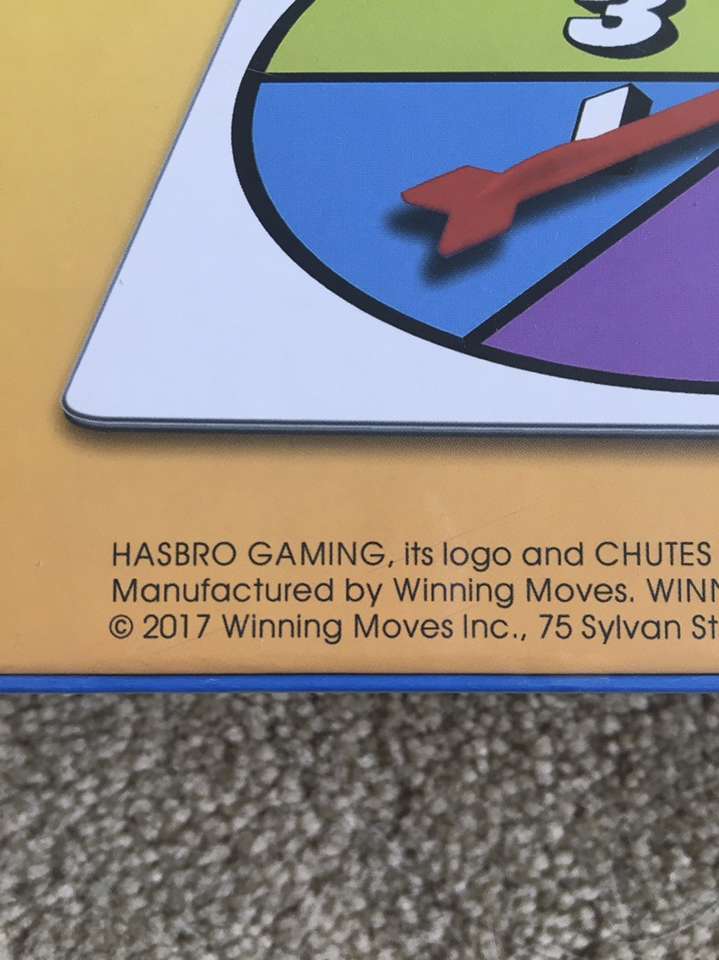 3
HASBRO GAMING, its logo and CHUTES
Manufactured by Winning Moves. WINN
© 2017 Winning Moves Inc., 75 Sylvan St